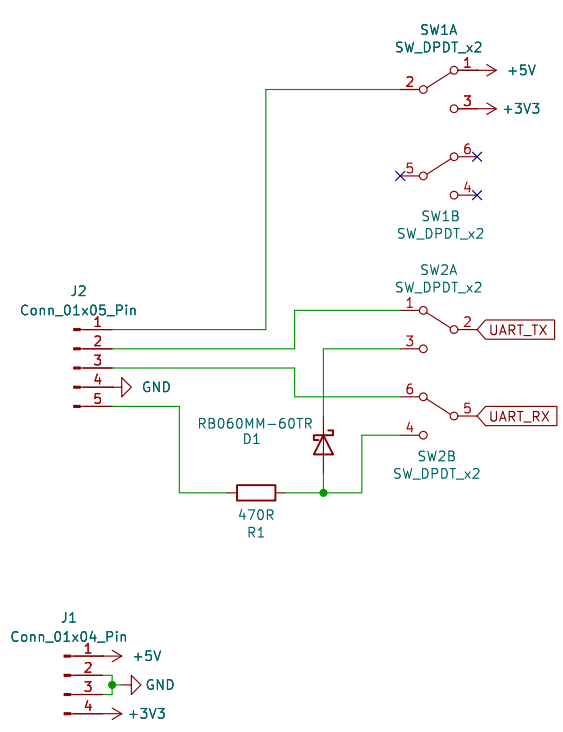 SW1A
SW_DPDT_x2
1
+5V
2
3
+3V3
6
5
4
SW1B
SW_DPDT_x2
SW2A
SW_DPDT_x2
J2
Conn_01x05_Pin
1
2
3
4
GND
5
1
2
UART_TX
3
6
5
UART_RX
4
SW2B
SW_DPDT_x2
RB060MM-60TR
D1
470R
R1
J1
Conn_01x04_Pin
1
+5V
2
3
GND
4
+3V3